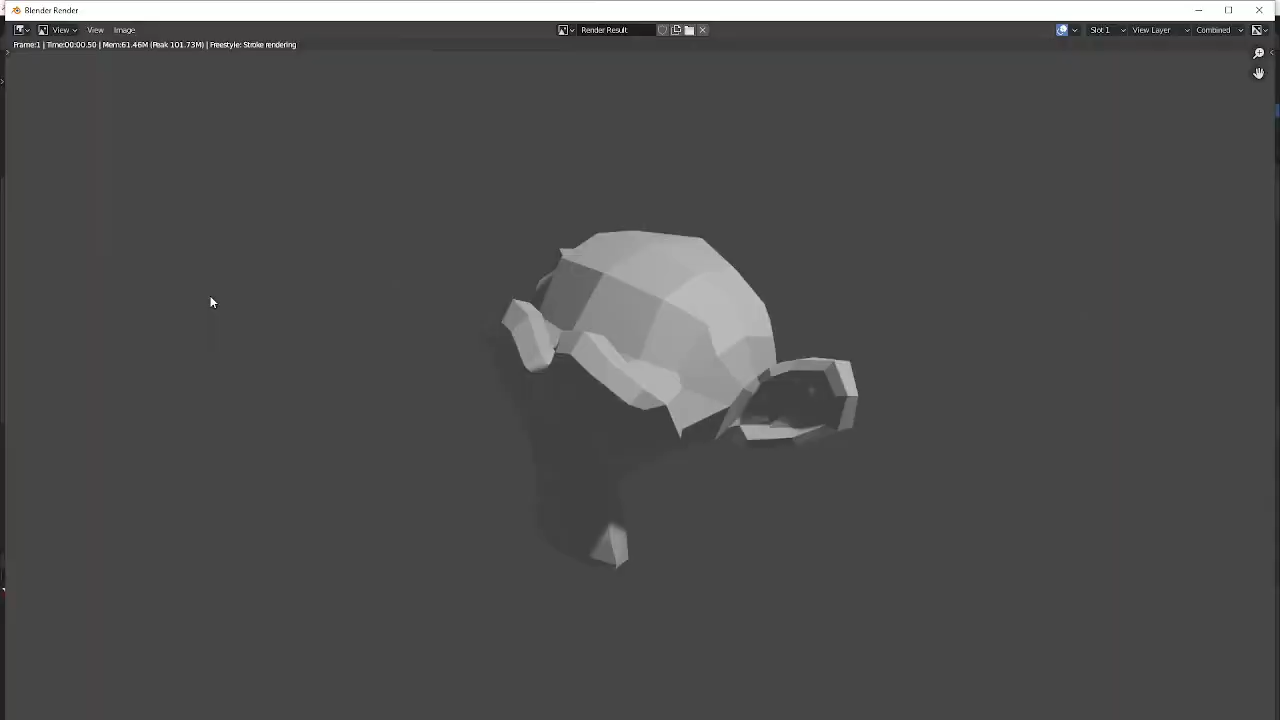 Blender Render
View View Image Render Result Slot 1 View Layer Combined
Frame:1 | Time:00:00.50 | Mem:61.46M (Peak 101.73M) | Freestyle: Stroke rendering